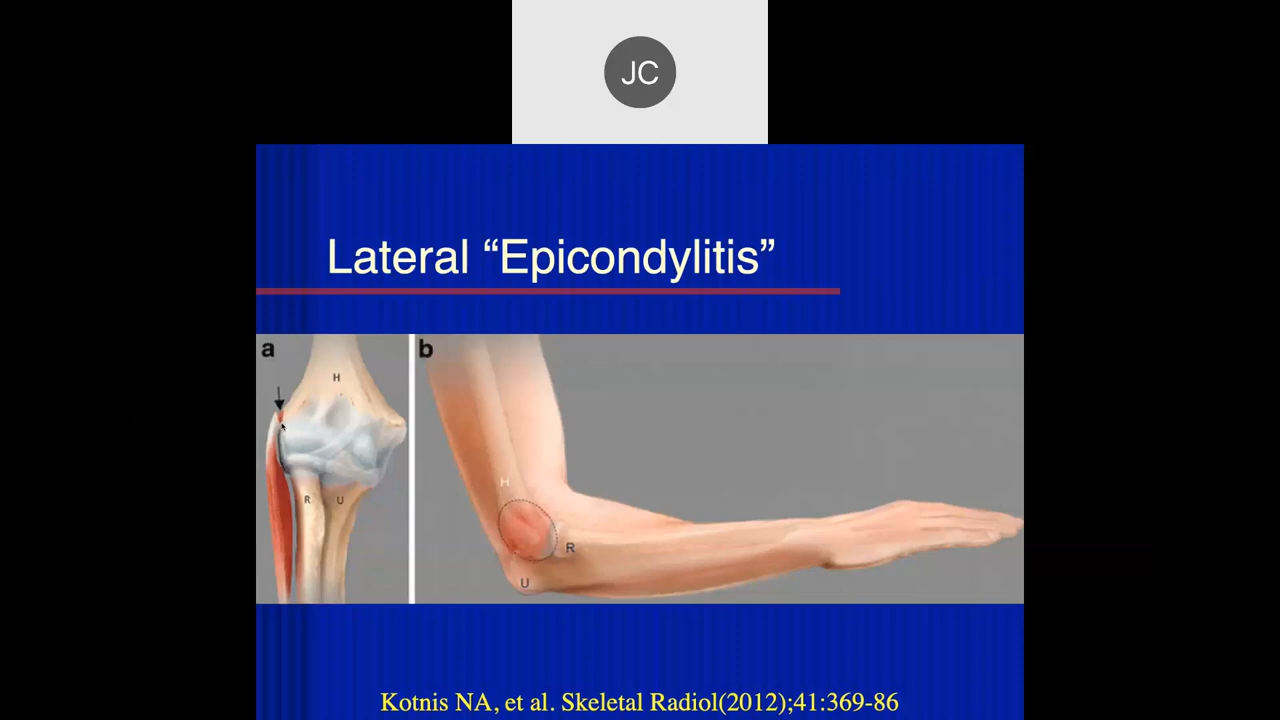 JC
Lateral “Epicondylitis”
a
b
H
H
R
U
R
U
Kotnis NA, et al. Skeletal Radiol(2012);41:369-86